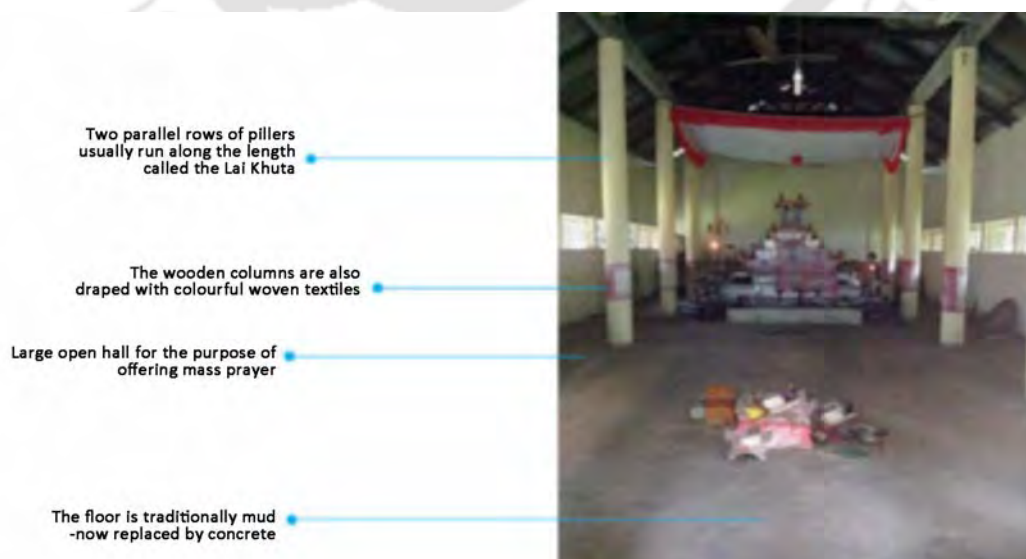 Two parallel rows of pillers
usually run along the length
called the Lai Khuta
The wooden columns are also
draped with colourful woven textiles
Large open hall for the purpose of
offering mass prayer
The floor is traditionally mud
-now replaced by concrete